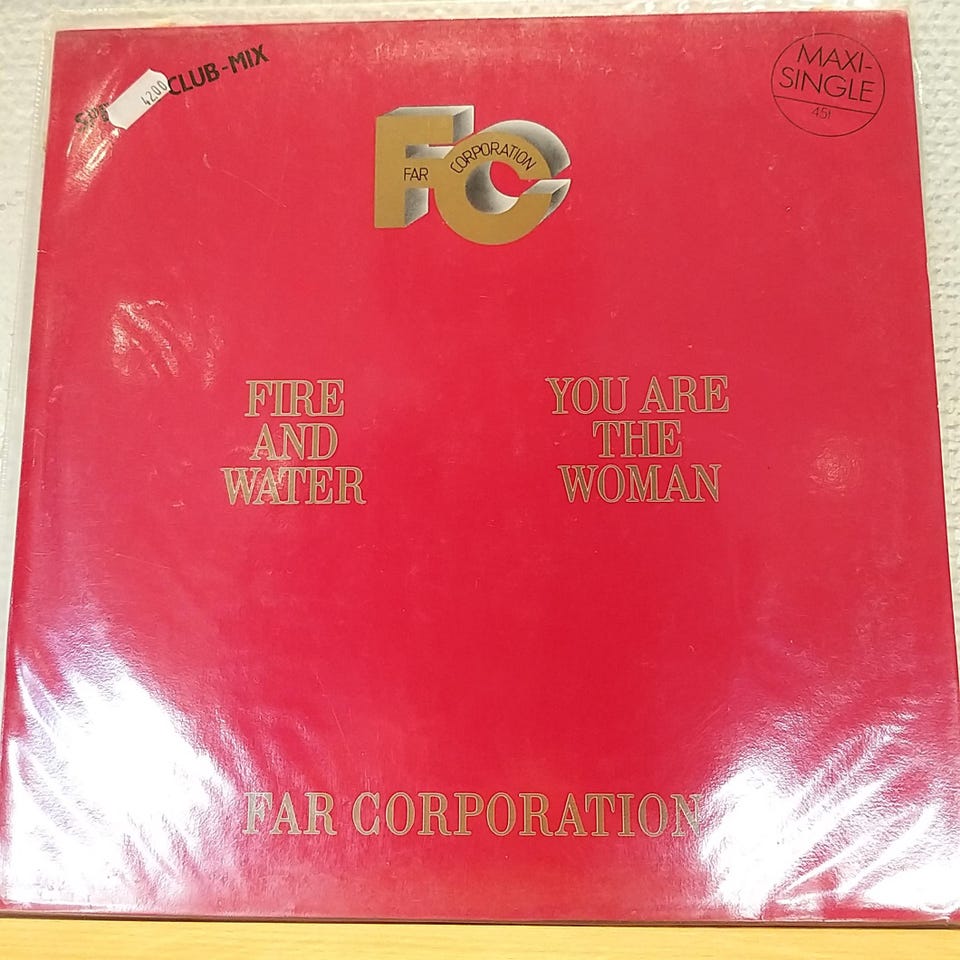 CLUB-MIX
4200
MAXI-
SINGLE
45!
FC
FAR CORPORATION
FIRE
AND
WATER
YOU ARE
THE
WOMAN
FAR CORPORATION